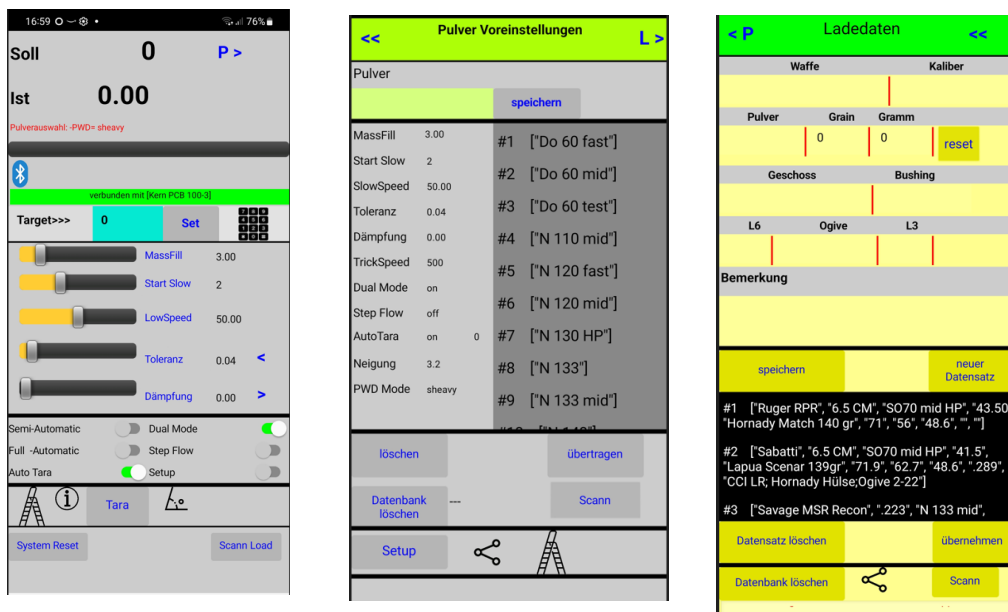 16:59
76%
Soll 0 P >
Ist 0.00
Pulverauswahl: -PWD= sheavy
verbunden mit [Kern PCB 100-3]
Target>>> 0 Set
MassFill 3.00
Start Slow 2
LowSpeed 50.00
Toleranz 0.04 <
Dämpfung 0.00 >
Semi-Automatic Dual Mode
Full -Automatic Step Flow
Auto Tara Setup
Tara
System Reset Scann Load
<< Pulver Voreinstellungen L >
Pulver
speichern
MassFill 3.00
Start Slow 2
SlowSpeed 50.00
Toleranz 0.04
Dämpfung 0.00
TrickSpeed 500
Dual Mode on
Step Flow off
AutoTara on 0
Neigung 3.2
PWD Mode sheavy
#1 ["Do 60 fast"]
#2 ["Do 60 mid"]
#3 ["Do 60 test"]
#4 ["N 110 mid"]
#5 ["N 120 fast"]
#6 ["N 120 mid"]
#7 ["N 130 HP"]
#8 ["N 133"]
#9 ["N 133 mid"]
löschen übertragen
Datenbank
löschen
--- Scann
Setup
< P Ladedaten <<
Waffe Kaliber
Pulver Grain Gramm
0 0 reset
Geschoss Bushing
L6 Ogive L3
Bemerkung
speichern
neuer
Datensatz
#1 ["Ruger RPR", "6.5 CM", "SO70 mid HP", "43.50
"Hornady Match 140 gr", "71", "56", "48.6", "", ""]
#2 ["Sabatti", "6.5 CM", "SO70 mid HP", "41.5",
"Lapua Scenar 139gr", "71.9", "62.7", "48.6", ".289",
"CCI LR; Hornady Hülse;Ogive 2-22"]
#3 ["Savage MSR Recon", ".223", "N 133 mid",
Datensatz löschen übernehmen
Datenbank löschen Scann